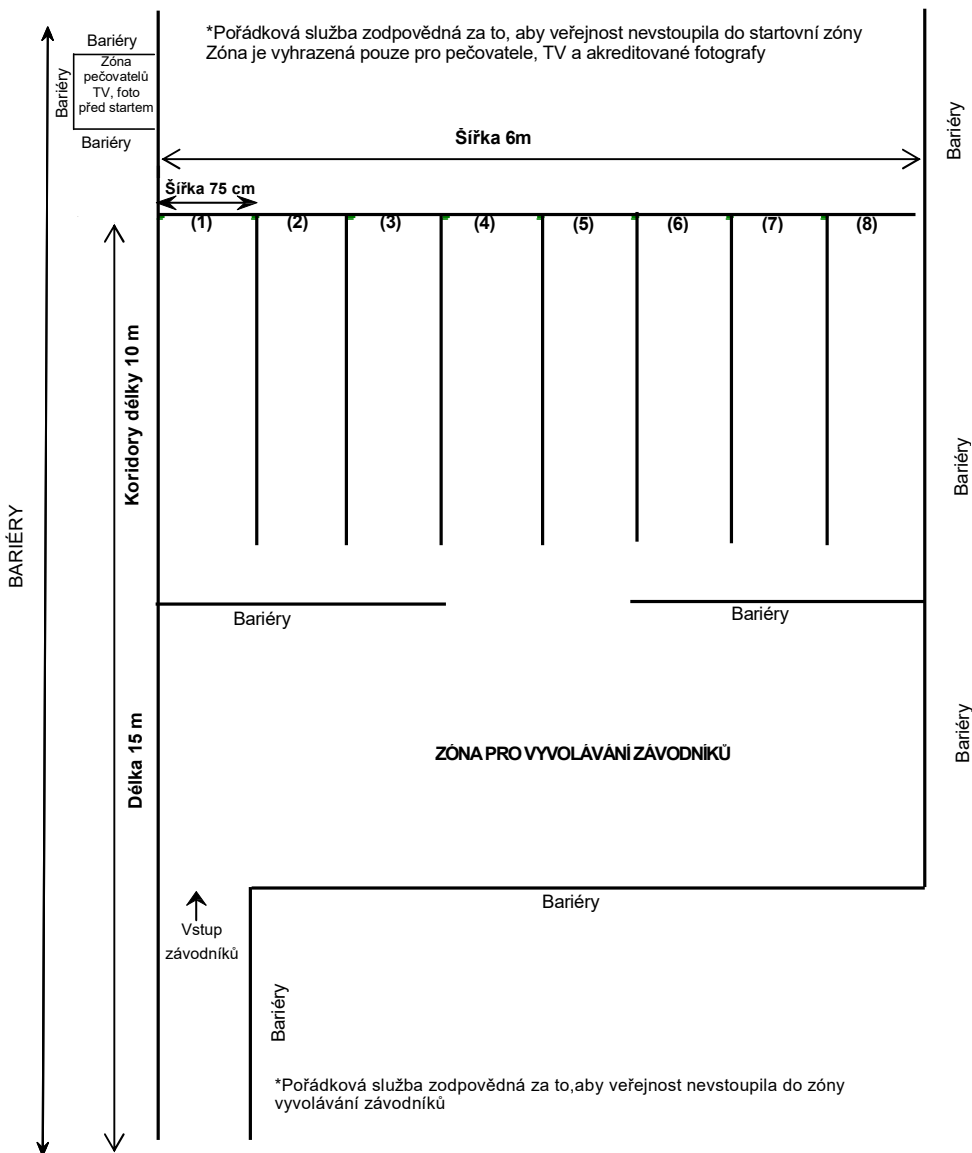 *Pořádková služba zodpovědná za to, aby veřejnost nevstoupila do startovní zóny
Zóna je vyhrazená pouze pro pečovatele, TV a akreditované fotografy
Bariéry
Bariéry
Zóna
pečovatelů
TV, foto
před startem
Bariéry
Bariéry
Šířka 6m
Šířka 75 cm
(1)
(2)
(3)
(4)
(5)
(6)
(7)
(8)
Koridory délky 10 m
Bariéry
BARIÉRY
Bariéry
Bariéry
Délka 15 m
ZÓNA PRO VYVOLÁVÁNÍ ZÁVODNÍKŮ
Bariéry
Bariéry
Vstup
závodníků
Bariéry
*Pořádková služba zodpovědná za to,aby veřejnost nevstoupila do zóny
vyvolávání závodníků